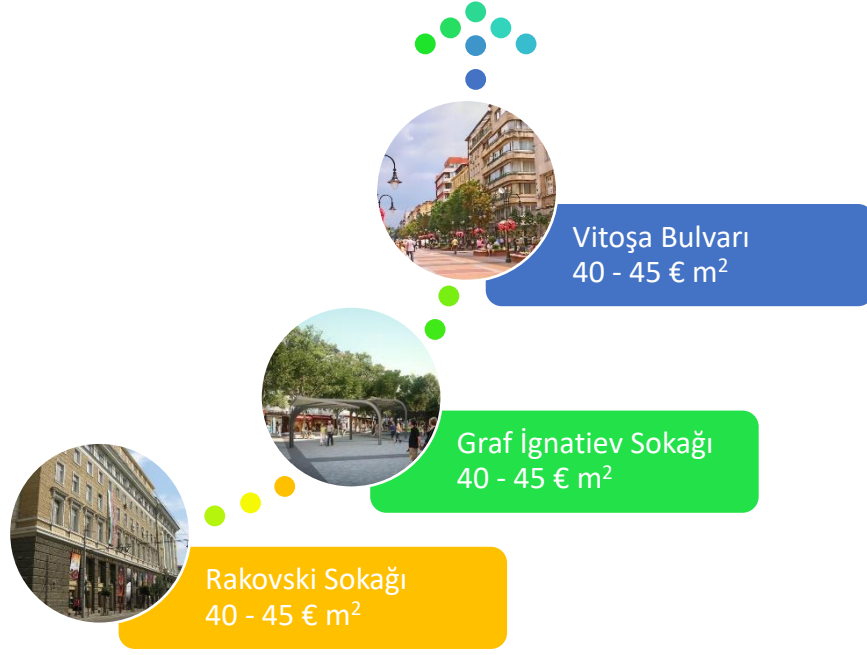 Vitoşa Bulvarı
40 - 45 € m²
Graf İgnatiev Sokağı
40 - 45 € m²
Rakovski Sokağı
40 - 45 € m²